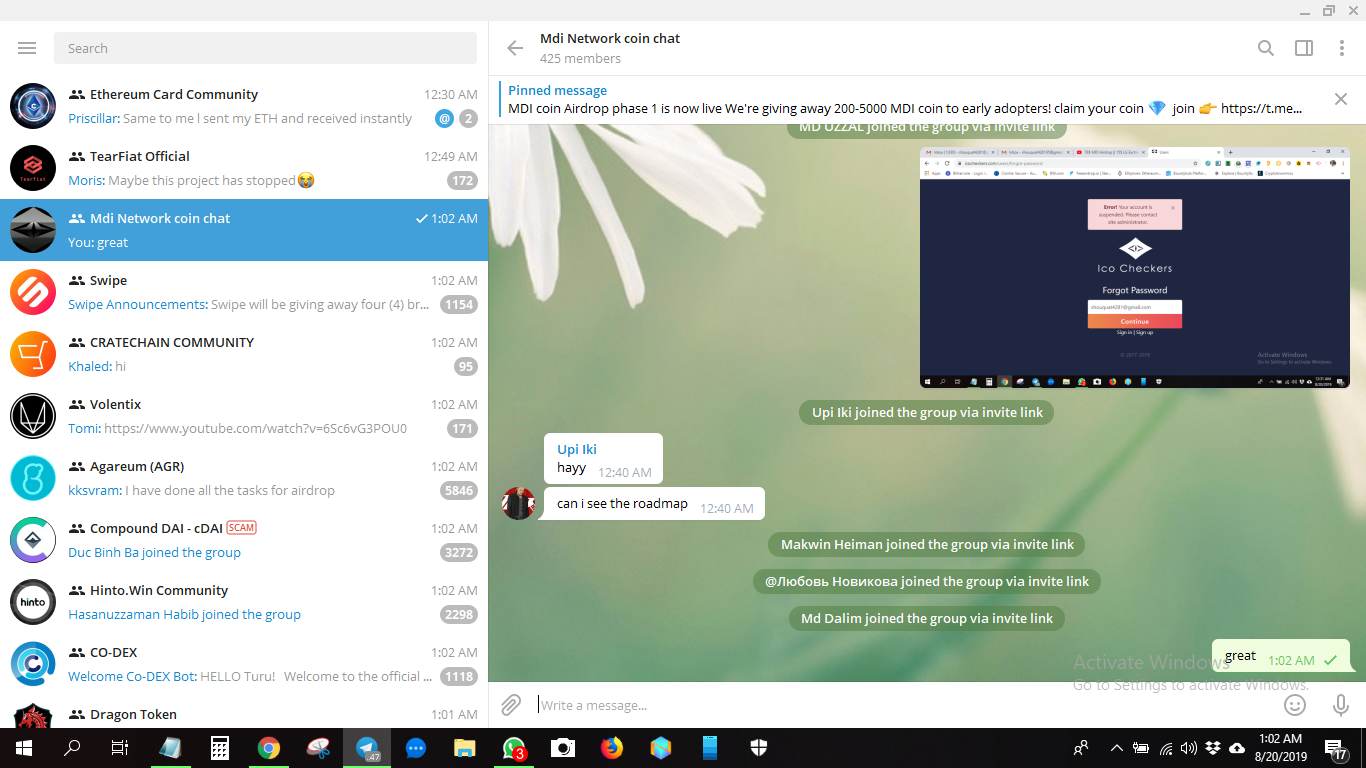 Search
Ethereum Card Community 12:30 AM
Priscillar: Same to me I sent my ETH and received instantly @ 2
TearFiat Official 12:49 AM
Moris: Maybe this project has stopped😭 172
Mdi Network coin chat 1:02 AM
You: great
Swipe 1:02 AM
Swipe Announcements: Swipe will be giving away four (4) br... 1154
CRATECHAIN COMMUNITY 1:02 AM
Khaled: hi 95
Volentix 1:02 AM
Tomi: https://www.youtube.com/watch?v=6Sc6vG3POU0 171
Agareum (AGR) 1:02 AM
kksvram: I have done all the tasks for airdrop 5846
Compound DAI - cDAI SCAM 1:02 AM
Duc Binh Ba joined the group 3272
hinto
Hinto.Win Community 1:02 AM
Hasanuzzaman Habib joined the group 2298
CO-DEX 1:02 AM
Welcome Co-DEX Bot: HELLO Turu! Welcome to the official ... 1118
Dragon Token 1:01 AM
Mdi Network coin chat
425 members
Pinned message
MDI coin Airdrop phase 1 is now live We're giving away 200-5000 MDI coin to early adopters! claim your coin 💎 join 👉 https://t.me...
MD UZZAL joined the group via invite link
Error! Your account is
suspended. Please contact
site administrator.
Ico Checkers
Forgot Password
Continue
Sign in | Sign up
© 2017-2019
Activate Windows
Go to Settings to activate Windows.
Upi Iki joined the group via invite link
Upi Iki
hayy 12:40 AM
can i see the roadmap 12:40 AM
Makwin Heiman joined the group via invite link
@Любовь Новикова joined the group via invite link
Md Dalim joined the group via invite link
great 1:02 AM
Activate Windows
Go to Settings to activate Windows.
Write a message...
.47
3
1:02 AM
8/20/2019
17